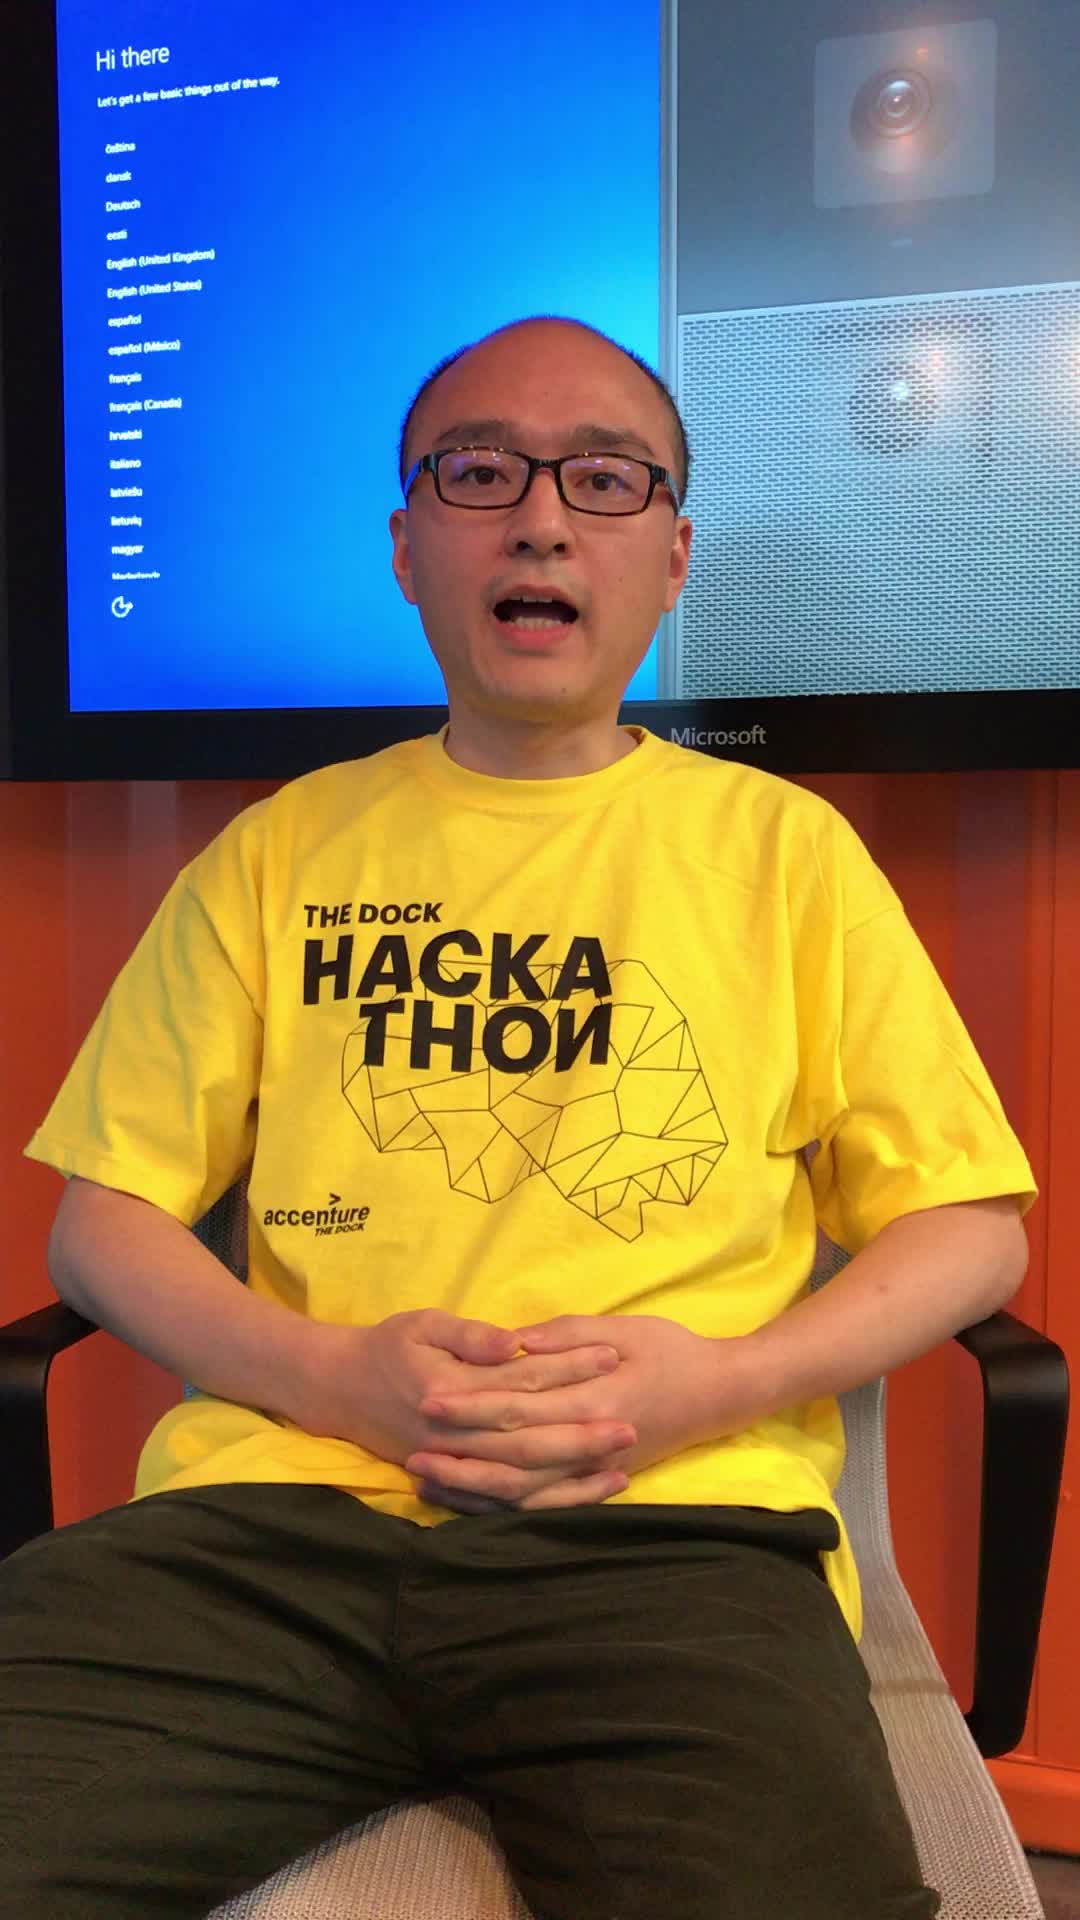 Hi there
Let's get a few basic things out of the way.
čeština
dansk
Deutsch
eesti
English (United Kingdom)
English (United States)
español
español (México)
français
français (Canada)
hrvatski
italiano
latviešu
lietuvių
magyar
Microsoft
THE DOCK
HACKA
THOИ
>
accenture
THE DOCK